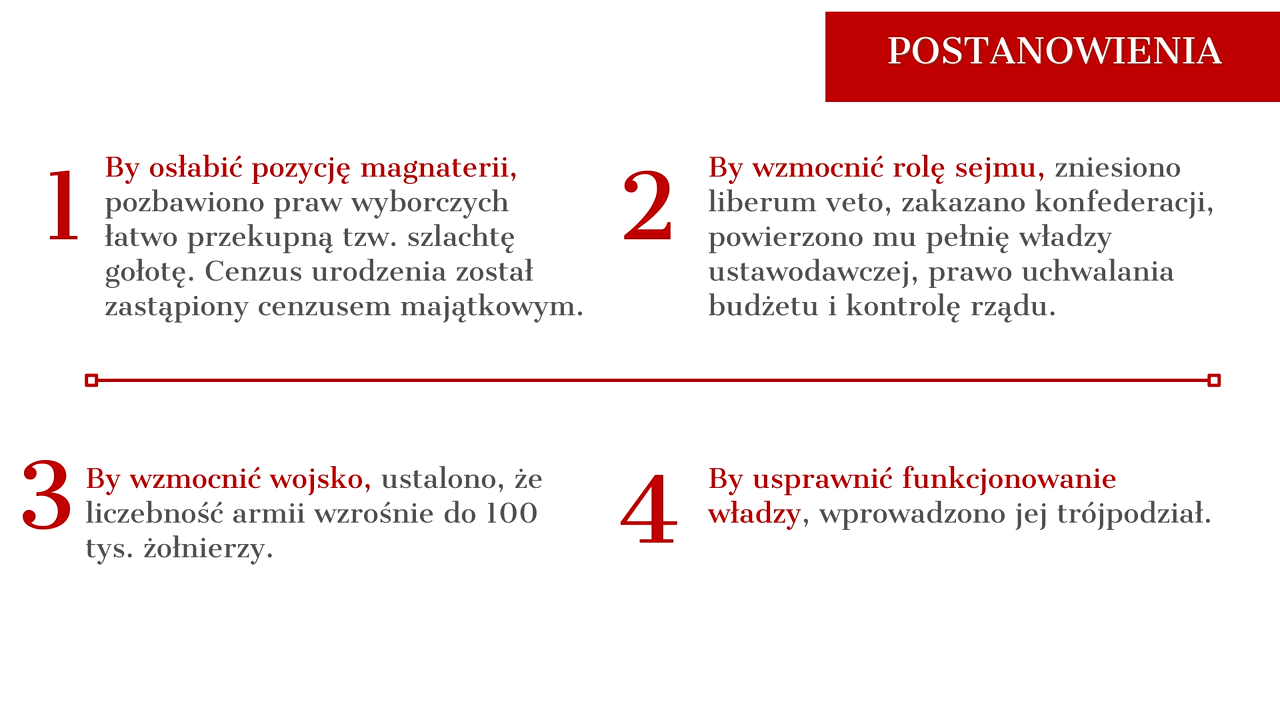 POSTANOWIENIA
1
By osłabić pozycję magnaterii,
pozbawiono praw wyborczych
łatwo przekupną tzw. szlachtę
gołotę. Cenzus urodzenia został
zastąpiony cenzusem majątkowym.
2
By wzmocnić rolę sejmu, zniesiono
liberum veto, zakazano konfederacji,
powierzono mu pełnię władzy
ustawodawczej, prawo uchwalania
budżetu i kontrolę rządu.
3
By wzmocnić wojsko, ustalono, że
liczebność armii wzrośnie do 100
tys. żołnierzy.
4
By usprawnić funkcjonowanie
władzy, wprowadzono jej trójpodział.